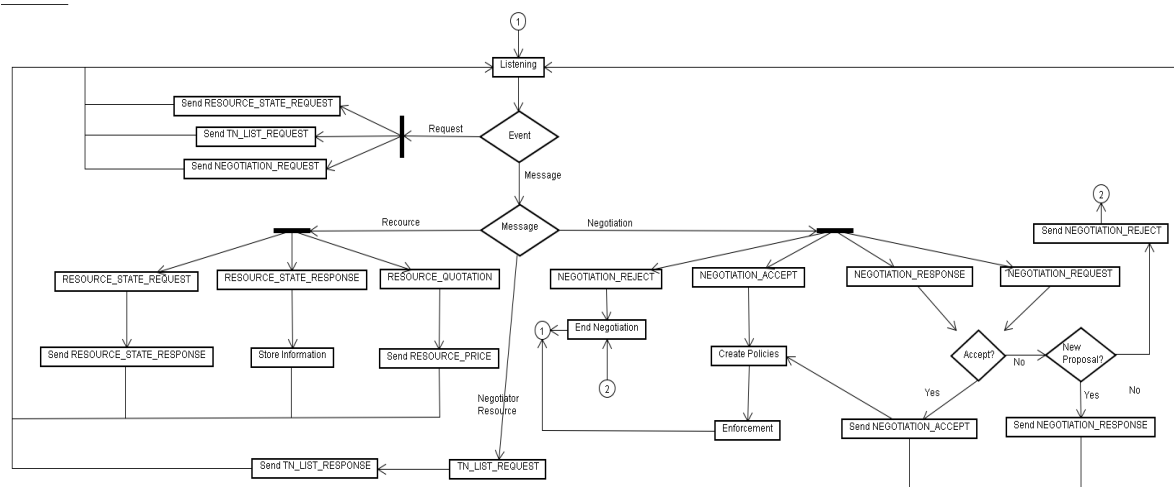 1
Listening
Send RESOURCE_STATE_REQUEST
Request
Event
Send TN_LIST_REQUEST
Send NEGOTIATION_REQUEST
Message
2
Recource
Message
Negotiation
Send NEGOTIATION_REJECT
RESOURCE_STATE_REQUEST
RESOURCE_STATE_RESPONSE
RESOURCE_QUOTATION
NEGOTIATION_REJECT
NEGOTIATION_ACCEPT
NEGOTIATION_RESPONSE
NEGOTIATION_REQUEST
1
End Negotiation
Send RESOURCE_STATE_RESPONSE
Store Information
Send RESOURCE_PRICE
Create Policies
Accept?
No
New
Proposal?
2
Yes
Yes
No
Negotiator
Resource
Enforcement
Send NEGOTIATION_ACCEPT
Send NEGOTIATION_RESPONSE
Send TN_LIST_RESPONSE
TN_LIST_REQUEST